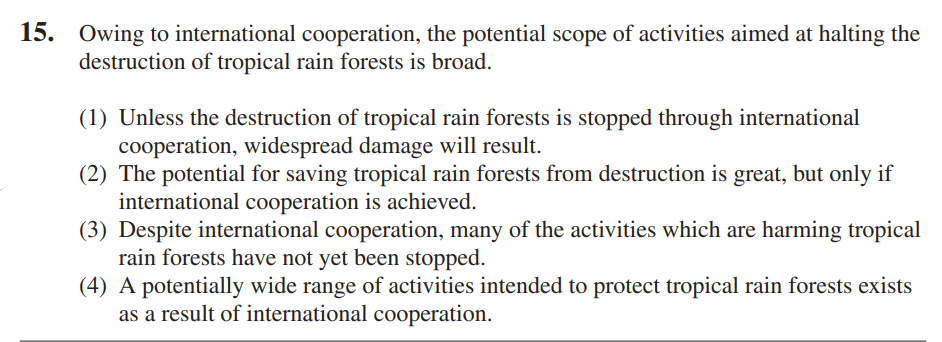 15. Owing to international cooperation, the potential scope of activities aimed at halting the
destruction of tropical rain forests is broad.
(1) Unless the destruction of tropical rain forests is stopped through international
cooperation, widespread damage will result.
(2) The potential for saving tropical rain forests from destruction is great, but only if
international cooperation is achieved.
(3) Despite international cooperation, many of the activities which are harming tropical
rain forests have not yet been stopped.
(4) A potentially wide range of activities intended to protect tropical rain forests exists
as a result of international cooperation.